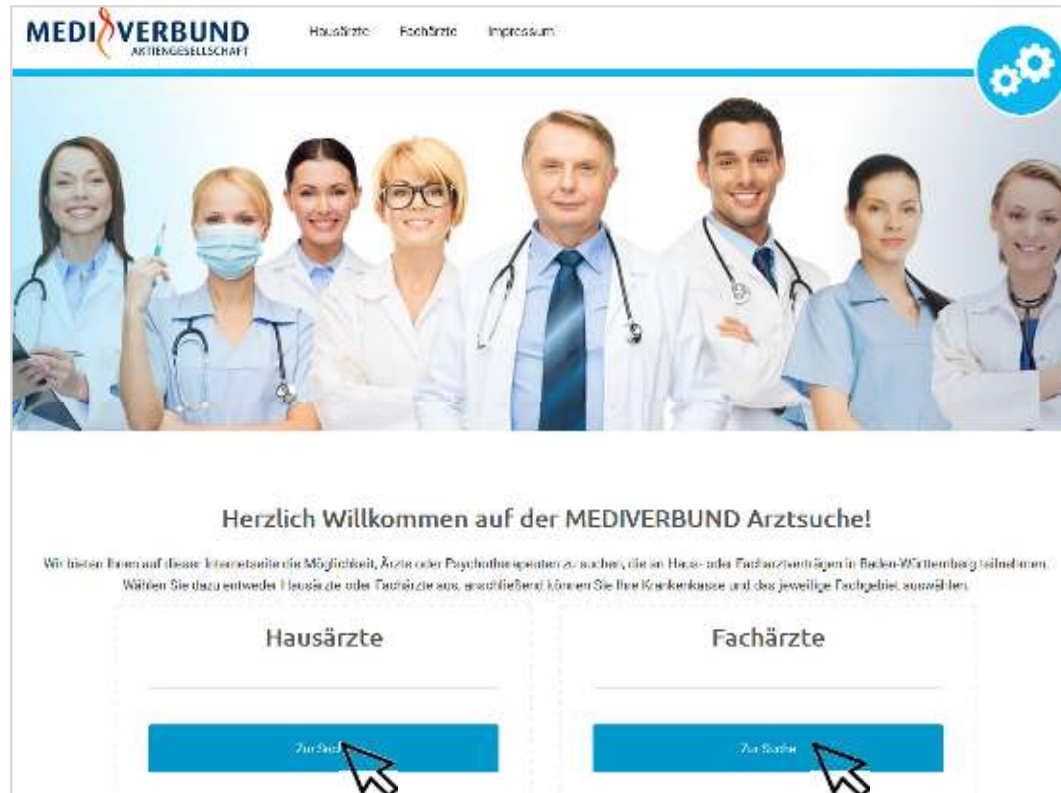 MEDIVERBUND
AKTIENGESELLSCHAFT
Hausärzte Fachärzte Impressum
Herzlich Willkommen auf der MEDIVERBUND Arztsuche!
Wir bieten Ihnen auf dieser Internetseite die Möglichkeit, Ärzte oder Psychotherapeuten zu suchen, die an Haus- oder Facharztverträgen in Baden-Württemberg teilnehmen.
Wählen Sie dazu entweder Hausärzte oder Fachärzte aus, anschließend können Sie Ihre Krankenkasse und das jeweilige Fachgebiet auswählen.
Hausärzte
Fachärzte
Zur Suche
Zur Suche